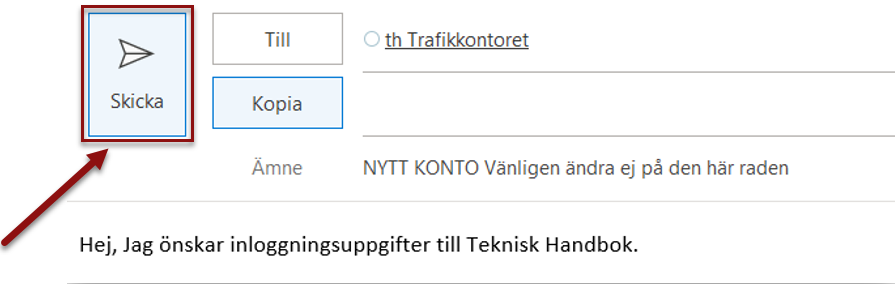 Till
th Trafikkontoret
Skicka
Kopia
Ämne
NYTT KONTO Vänligen ändra ej på den här raden
Hej, Jag önskar inloggningsuppgifter till Teknisk Handbok.